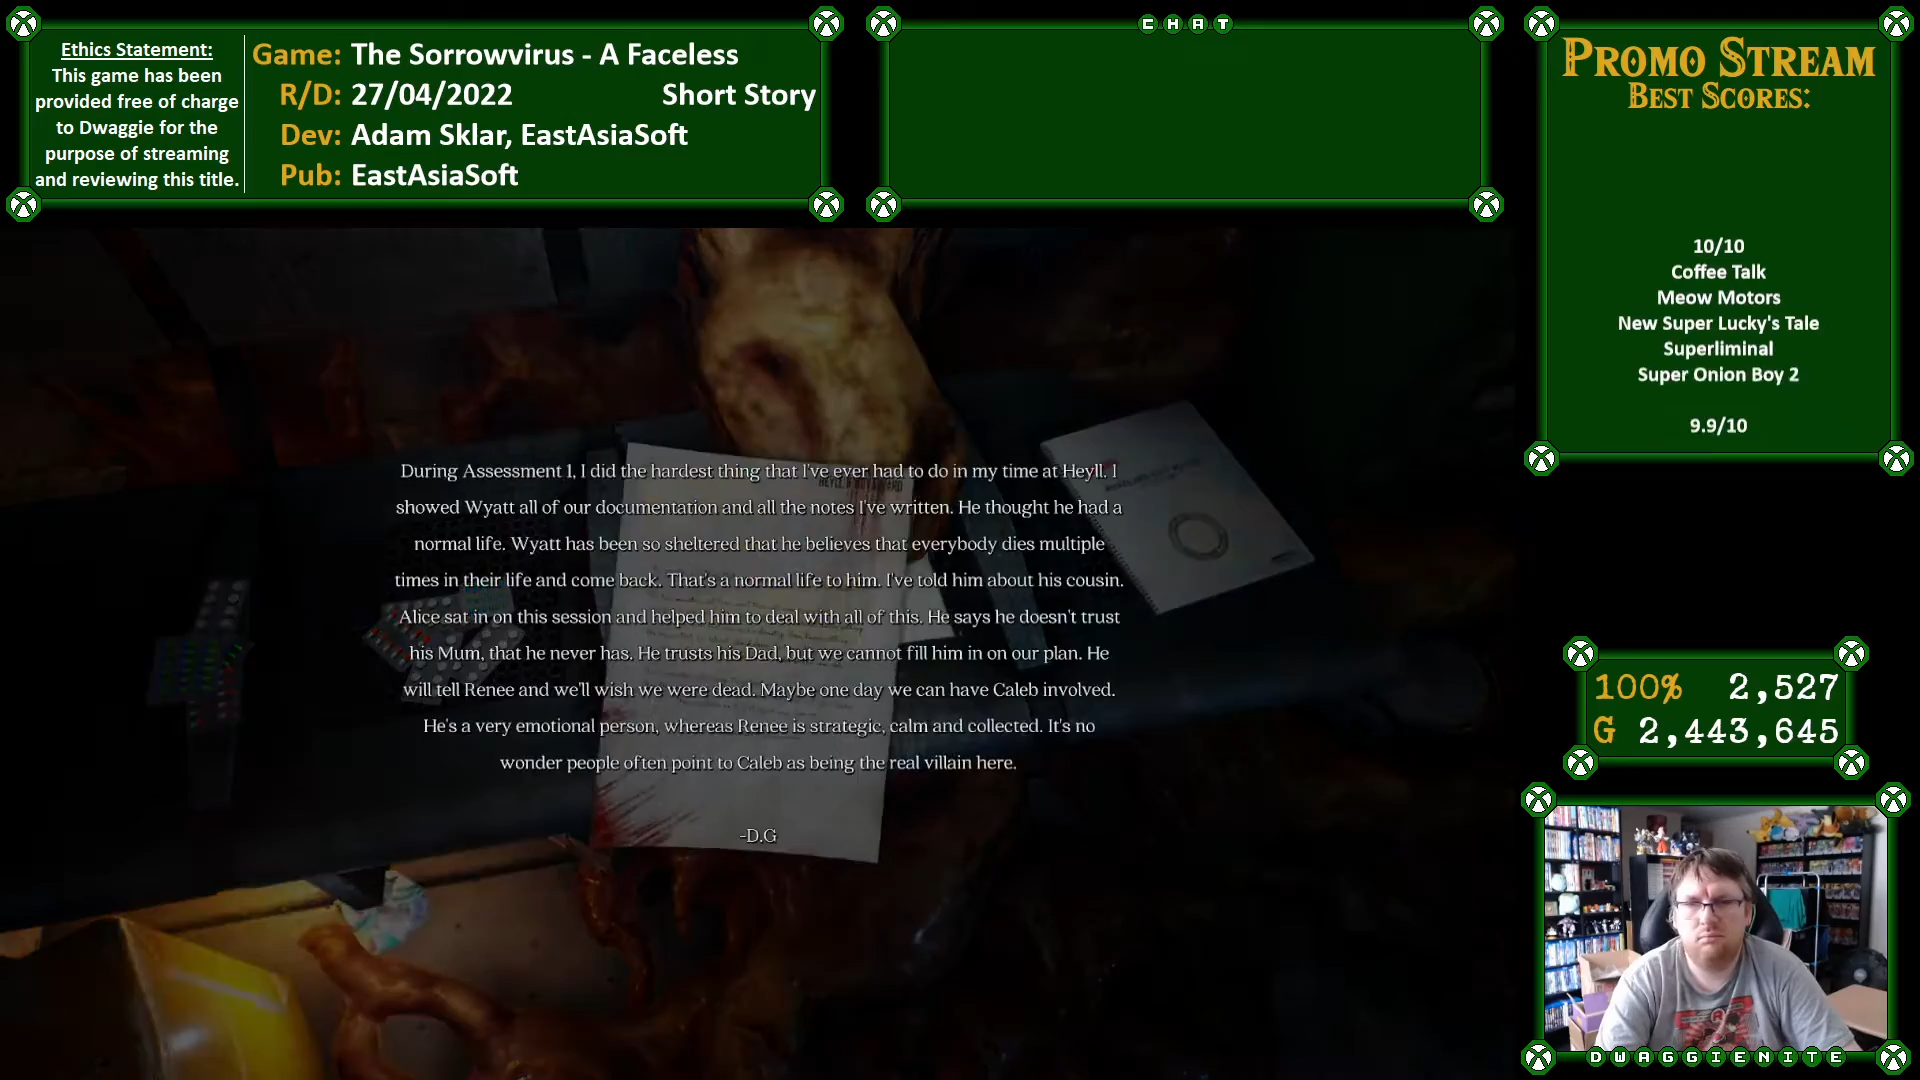 Ethics Statement:
This game has been
provided free of charge
to Dwaggie for the
purpose of streaming
and reviewing this title.
Game: The Sorrowvirus - A Faceless
R/D: 27/04/2022 Short Story
Dev: Adam Sklar, EastAsiaSoft
Pub: EastAsiaSoft
CHAT
PROMO STREAM
BEST SCORES:
10/10
Coffee Talk
Meow Motors
New Super Lucky's Tale
Superliminal
Super Onion Boy 2
9.9/10
During Assessment 1, I did the hardest thing that I've ever had to do in my time at Heyll. I
showed Wyatt all of our documentation and all the notes I've written. He thought he had a
normal life. Wyatt has been so sheltered that he believes that everybody dies multiple
times in their life and come back. That's a normal life to him. I've told him about his cousin.
Alice sat in on this session and helped him to deal with all of this. He says he doesn't trust
his Mum, that he never has. He trusts his Dad, but we cannot fill him in on our plan. He
will tell Renee and we'll wish we were dead. Maybe one day we can have Caleb involved.
He's a very emotional person, whereas Renee is strategic, calm and collected. It's no
wonder people often point to Caleb as being the real villain here.
-D.G
100% 2,527
G 2,443,645
DWAGGIENITE